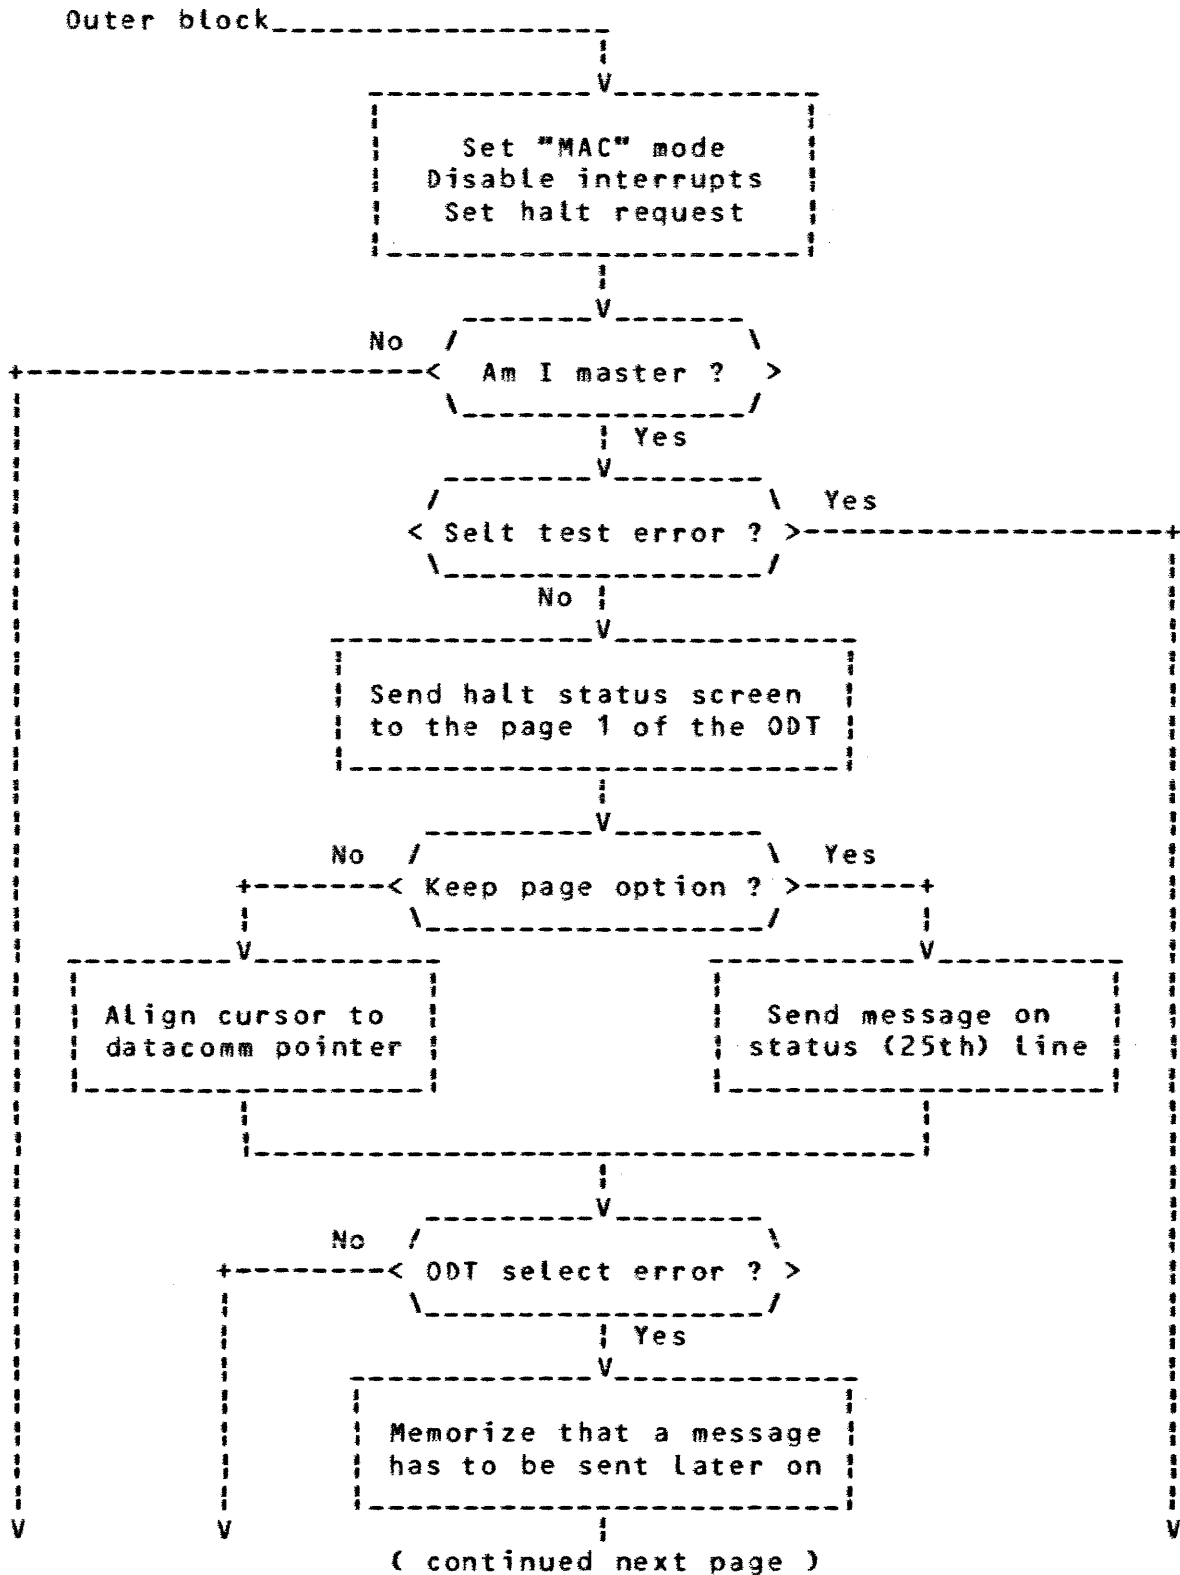 Outer block
Set "MAC" mode
Disable interrupts
Set halt request
No
Am I master ?
Yes
Yes
Selt test error ?
No
Send halt status screen
to the page 1 of the ODT
No Yes
Keep page option ?
Align cursor to
datacomm pointer
Send message on
status (25th) line
No
ODT select error ?
Yes
Memorize that a message
has to be sent later on
( continued next page )